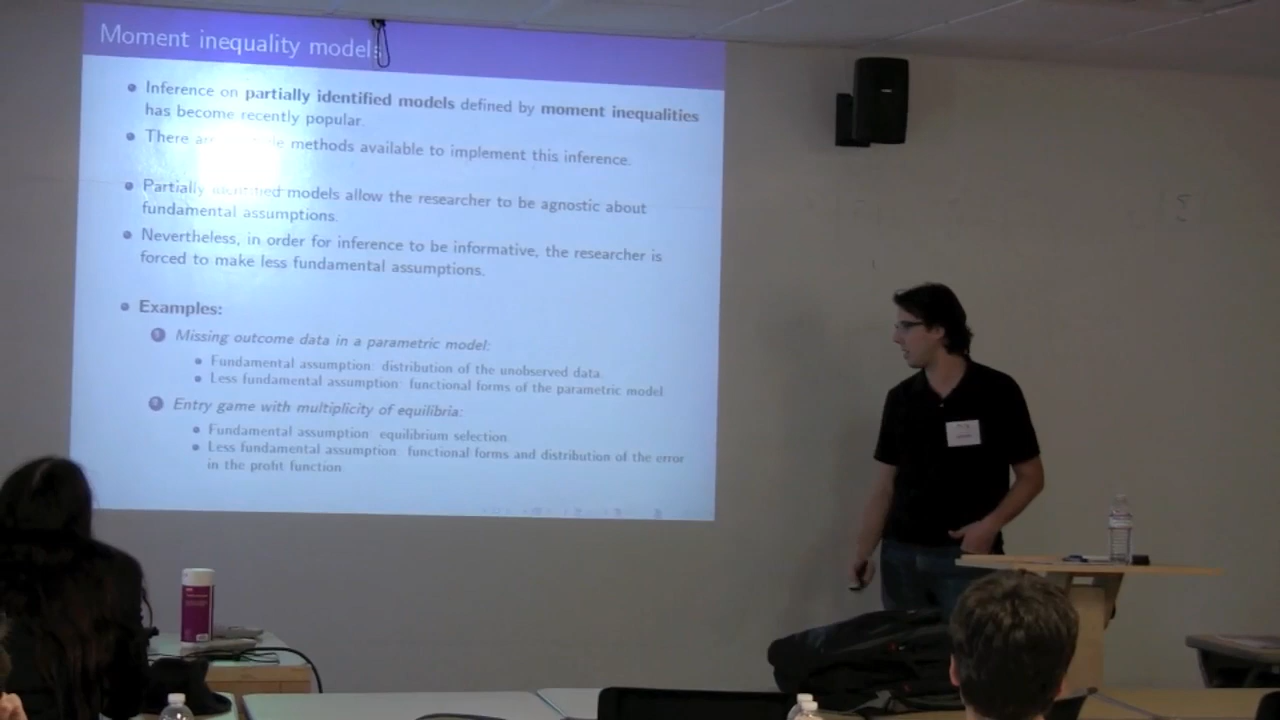 Moment inequality models
Inference on partially identified models defined by moment inequalities
has become recently popular.
There methods available to implement this inference.
Partially identified models allow the researcher to be agnostic about
fundamental assumptions.
Nevertheless, in order for inference to be informative, the researcher is
forced to make less fundamental assumptions.
Examples:
1 Missing outcome data in a parametric model:
Fundamental assumption: distribution of the unobserved data.
Less fundamental assumption: functional forms of the parametric model
2 Entry game with multiplicity of equilibria:
Fundamental assumption: equilibrium selection
Less fundamental assumption: functional forms and distribution of the error
in the profit function